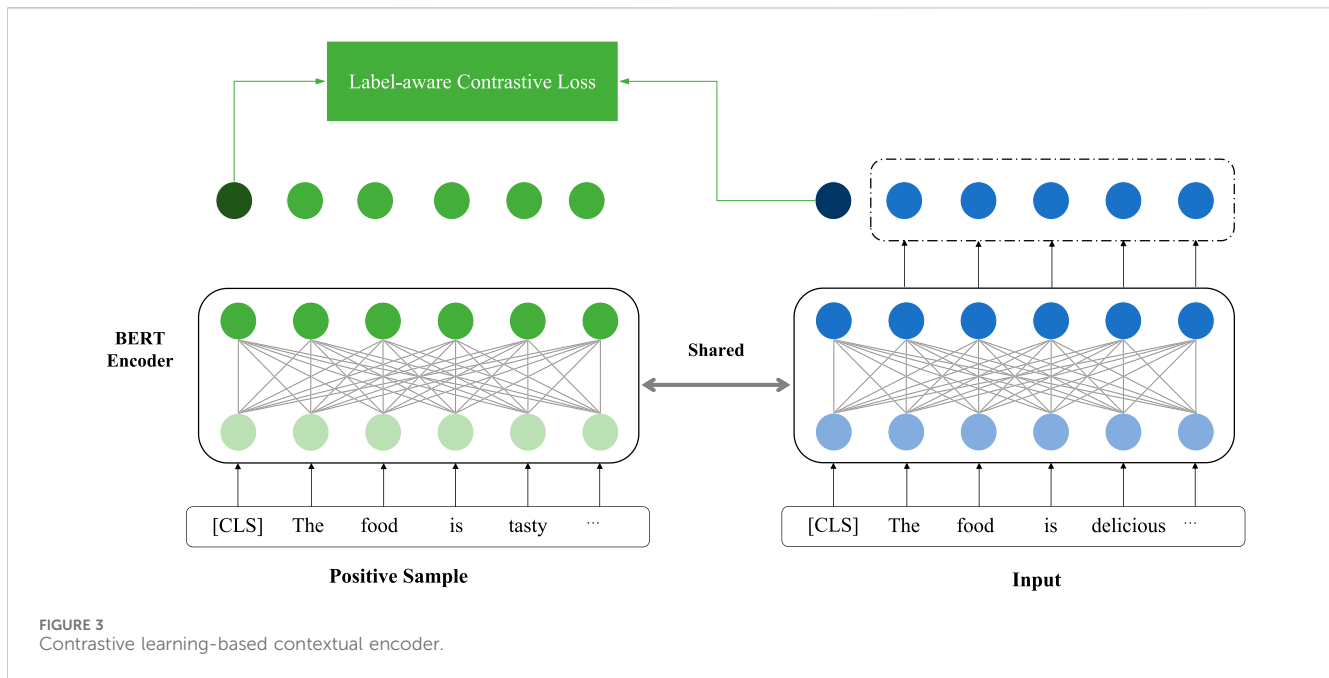 Label-aware Contrastive Loss
BERT
Encoder
Shared
[CLS] The food is tasty ...
[CLS] The food is delicious ...
Positive Sample
Input
FIGURE 3
Contrastive learning-based contextual encoder.